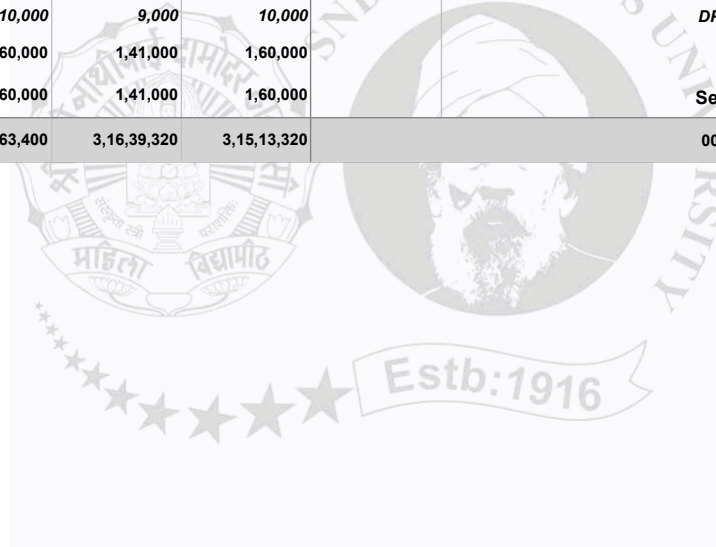 10,000 9,000 10,000 DF
60,000 1,41,000 1,60,000
60,000 1,41,000 1,60,000 Se
63,400 3,16,39,320 3,15,13,320 00
संस्कृता स्त्री पराशक्तिः
महिला विद्यापीठ
Estb:1916